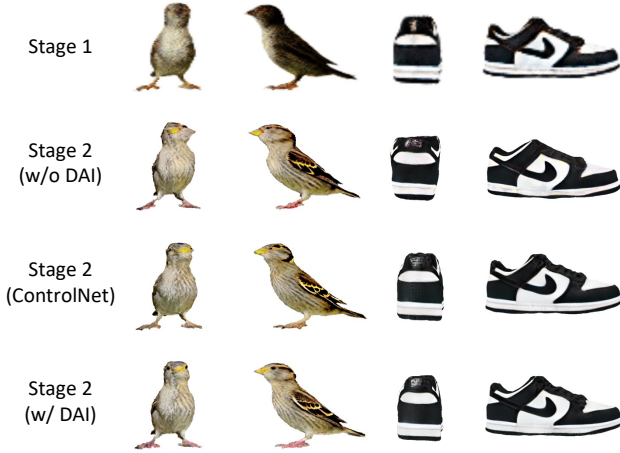 Stage 1
Stage 2
(w/o DAI)
Stage 2
(ControlNet)
Stage 2
(w/ DAI)